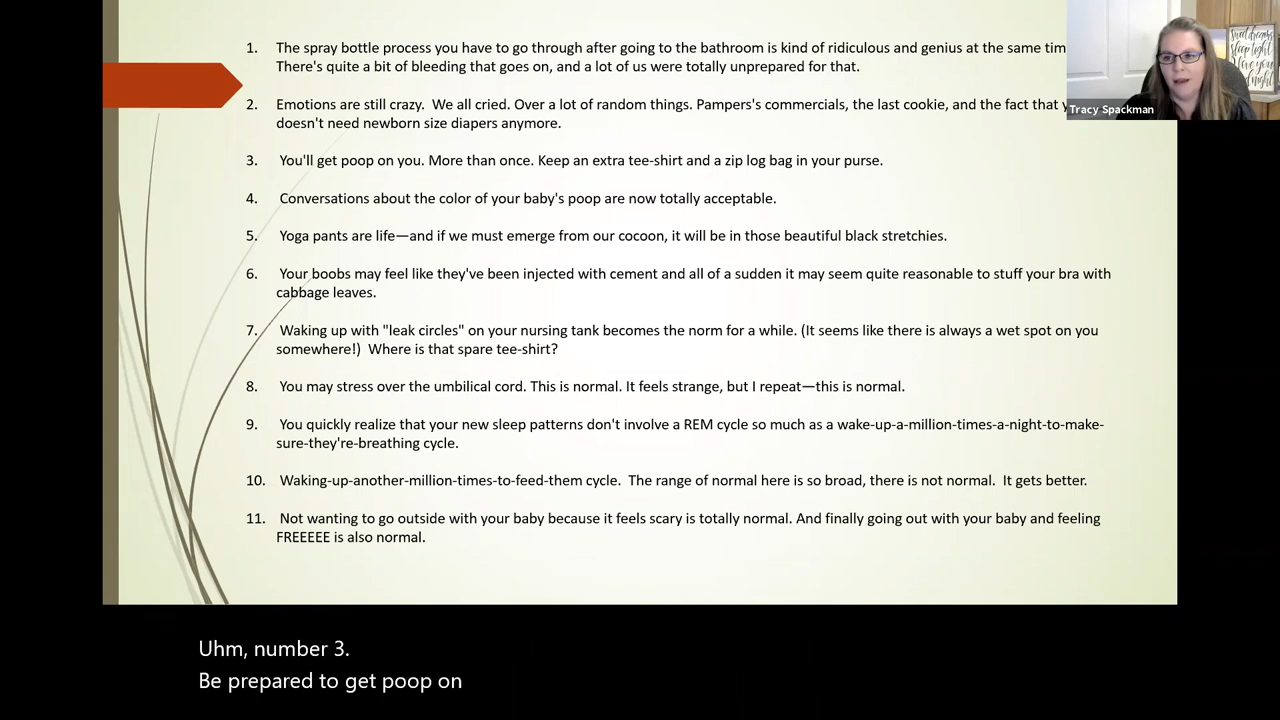 1. The spray bottle process you have to go through after going to the bathroom is kind of ridiculous and genius at the same
There's quite a bit of bleeding that goes on, and a lot of us were totally unprepared for that.
2. Emotions are still crazy.  We all cried. Over a lot of random things. Pampers's commercials, the last cookie, and the fact that
doesn't need newborn size diapers anymore.
3. You'll get poop on you. More than once. Keep an extra tee-shirt and a zip log bag in your purse.
4. Conversations about the color of your baby's poop are now totally acceptable.
5. Yoga pants are life—and if we must emerge from our cocoon, it will be in those beautiful black stretchies.
6. Your boobs may feel like they've been injected with cement and all of a sudden it may seem quite reasonable to stuff your bra with
cabbage leaves.
7. Waking up with "leak circles" on your nursing tank becomes the norm for a while. (It seems like there is always a wet spot on you
somewhere!)  Where is that spare tee-shirt?
8. You may stress over the umbilical cord. This is normal. It feels strange, but I repeat—this is normal.
9. You quickly realize that your new sleep patterns don't involve a REM cycle so much as a wake-up-a-million-times-a-night-to-make-
sure-they're-breathing cycle.
10. Waking-up-another-million-times-to-feed-them cycle.  The range of normal here is so broad, there is not normal.  It gets better.
11. Not wanting to go outside with your baby because it feels scary is totally normal. And finally going out with your baby and feeling
FREEEEE is also normal.
sweet dreams
sleep tight
love you
Tracy Spackman
Uhm, number 3.
Be prepared to get poop on